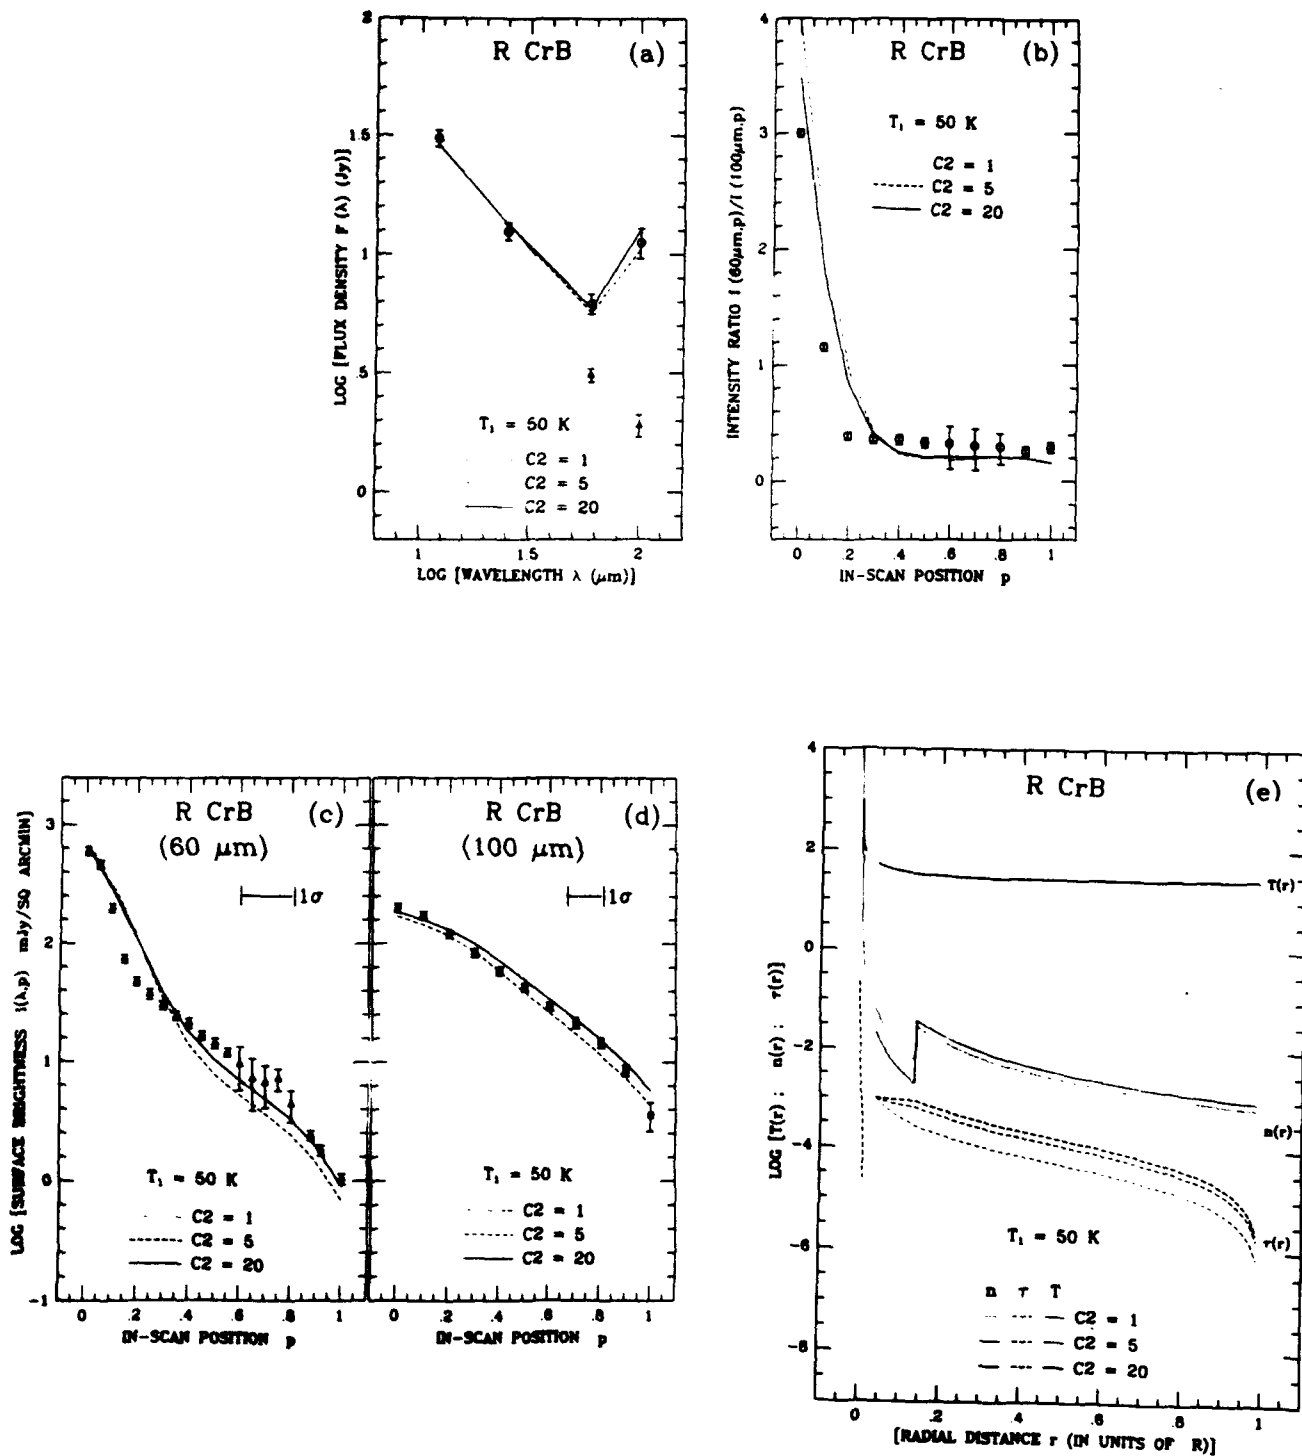 R CrB (a)
LOG [FLUX DENSITY F (λ) (Jy)]
2
1.5
1
.5
0
T₁ = 50 K
C2 = 1
C2 = 5
C2 = 20
1 1.5 2
LOG [WAVELENGTH λ (μm)]
R CrB (b)
INTENSITY RATIO I (60μm.p)/I (100μm.p)
4
3
2
1
0
T₁ = 50 K
C2 = 1
C2 = 5
C2 = 20
0 .2 .4 .6 .8 1
IN-SCAN POSITION p
R CrB (c)
(60 μm)
LOG [SURFACE BRIGHTNESS I(λ,p) mJy/SQ ARCMIN]
3
2
1
0
-1
1σ
T₁ = 50 K
C2 = 1
C2 = 5
C2 = 20
0 .2 .4 .6 .8 1
IN-SCAN POSITION p
R CrB (d)
(100 μm)
1σ
T₁ = 50 K
C2 = 1
C2 = 5
C2 = 20
0 .2 .4 .6 .8 1
IN-SCAN POSITION p
R CrB (e)
LOG [T(r) ; n(r) ; τ(r)]
4
2
0
-2
-4
-6
-8
T(r)
n(r)
τ(r)
T₁ = 50 K
n τ T
C2 = 1
C2 = 5
C2 = 20
0 .2 .4 .6 .8 1
[RADIAL DISTANCE r (IN UNITS OF R)]